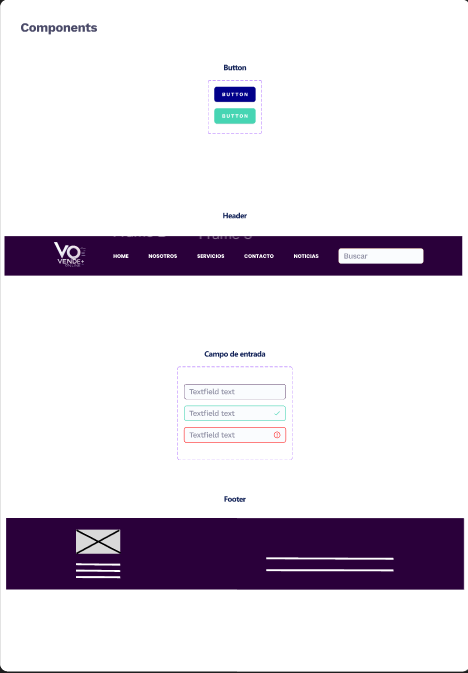 Components
Button
BUTTON
BUTTON
Header
VO
VENDE+
HOME NOSOTROS SERVICIOS CONTACTO NOTICIAS Buscar
Campo de entrada
Textfield text
Textfield text
Textfield text
Footer